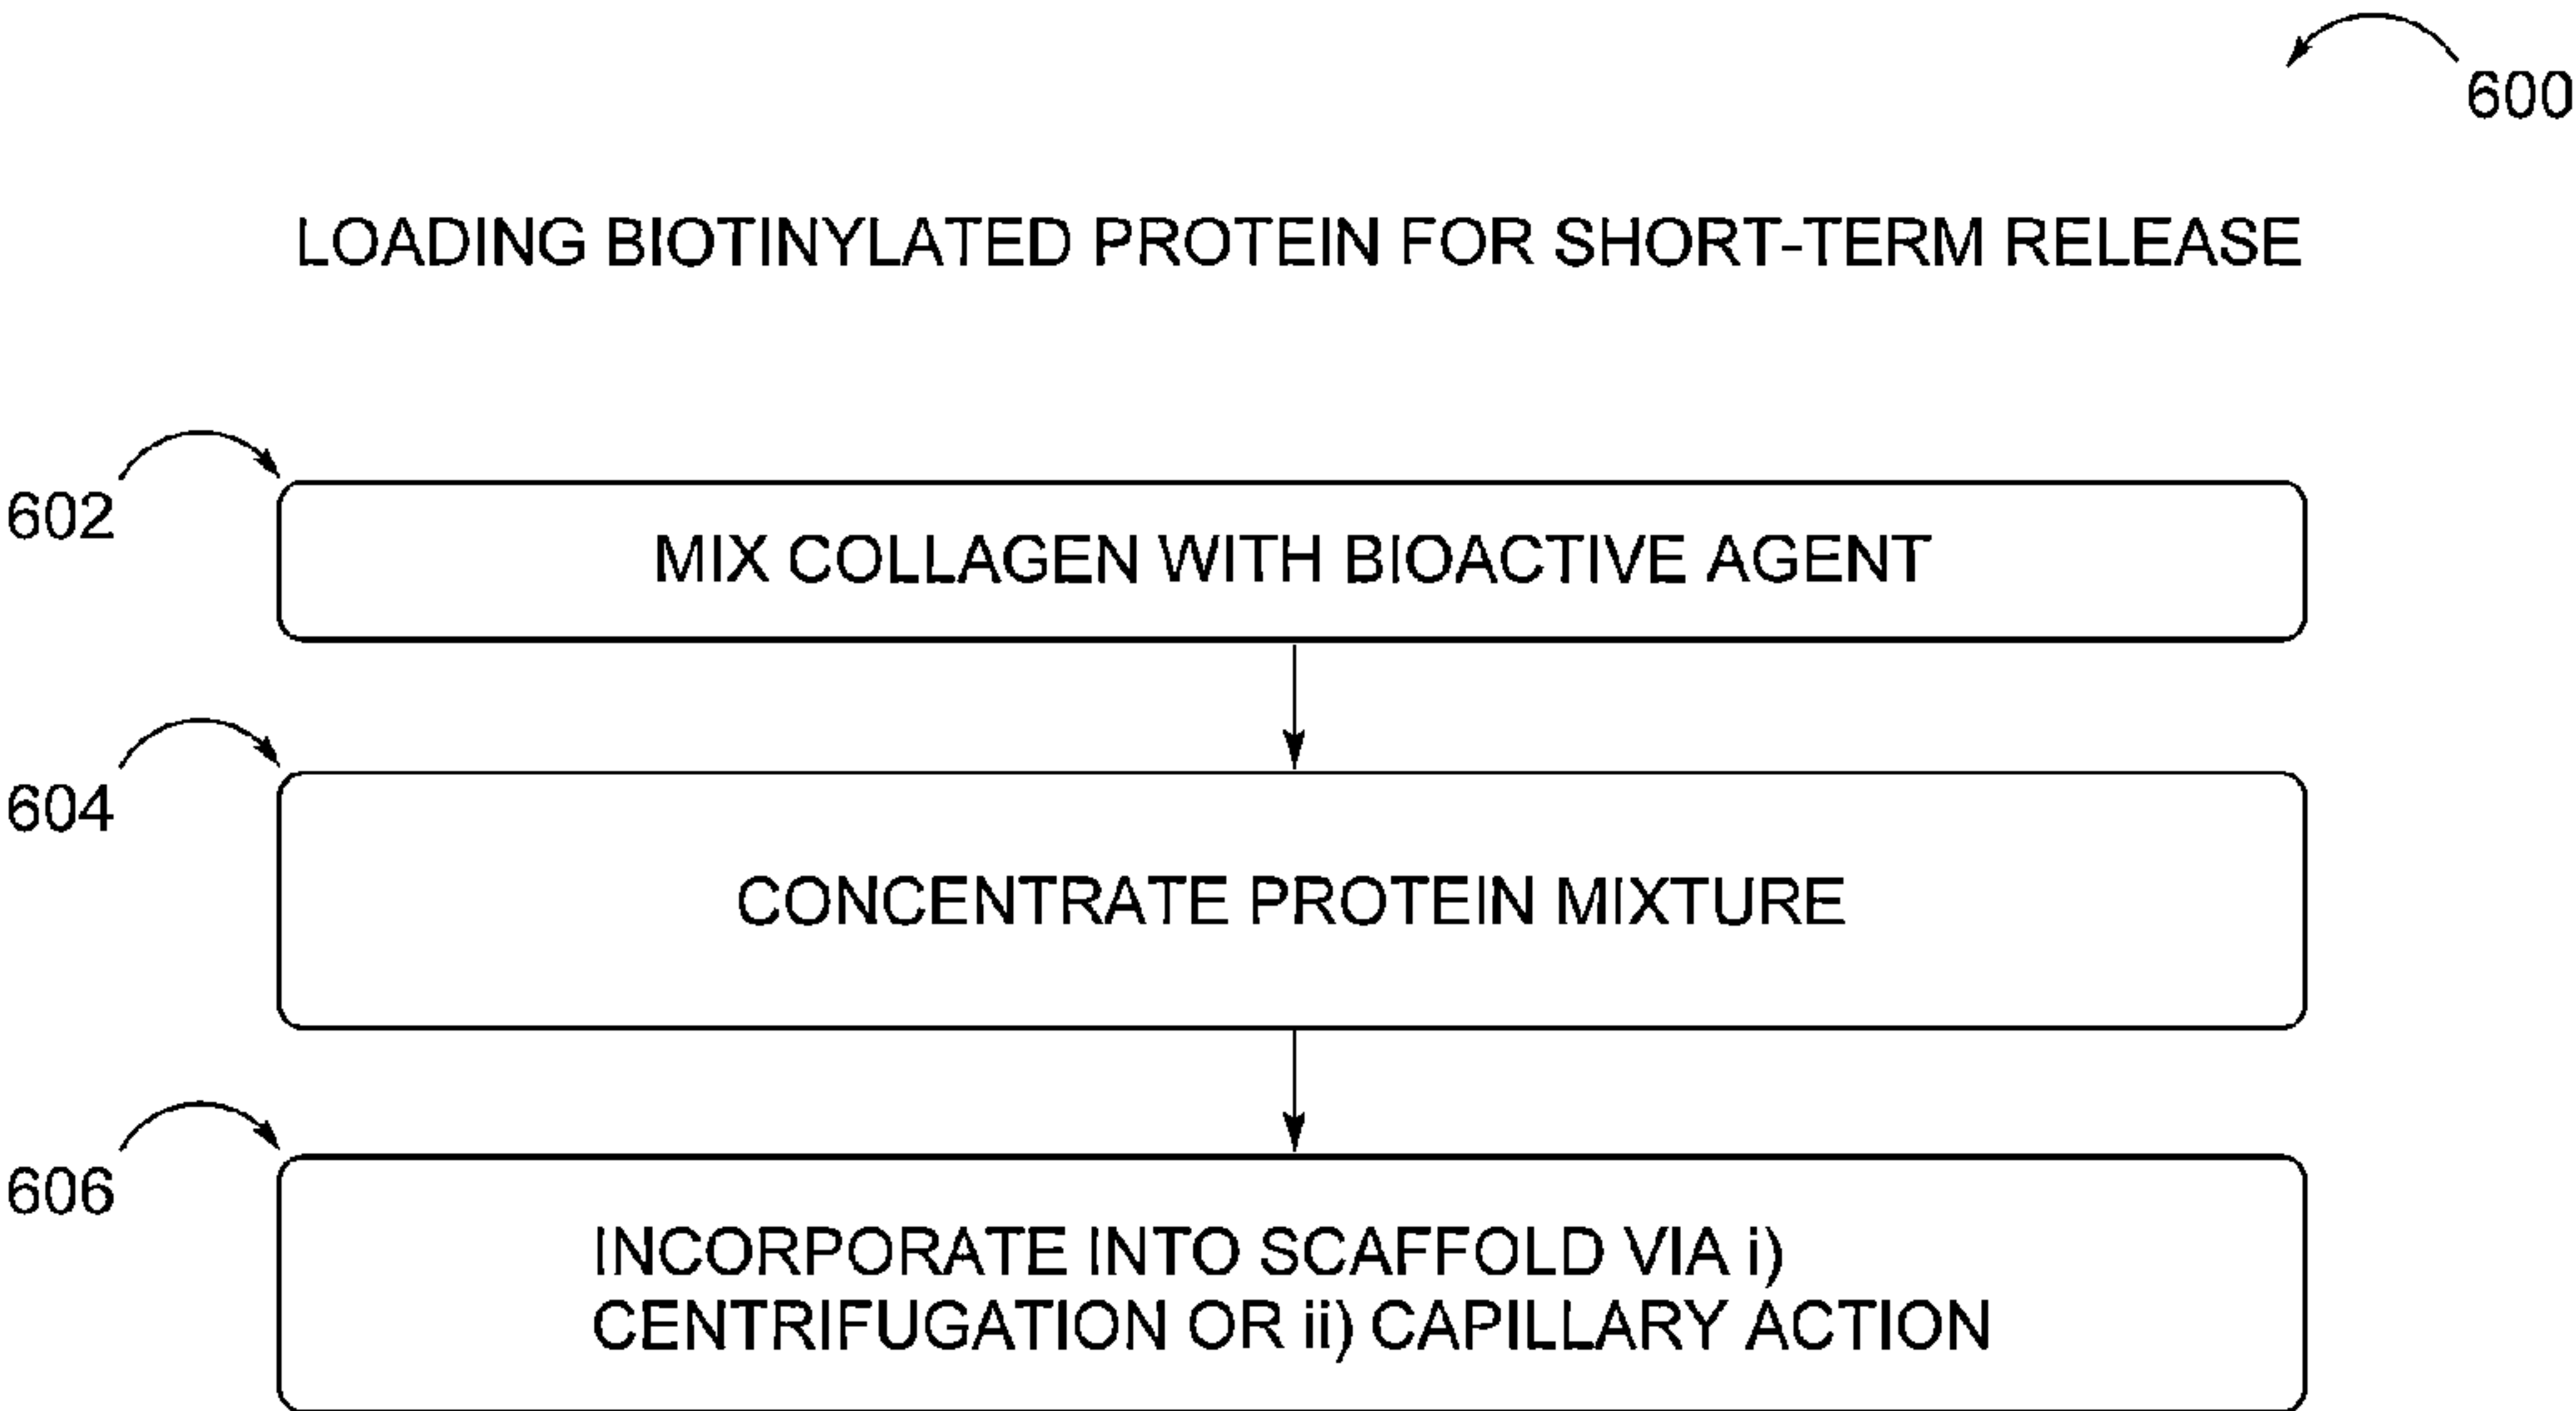 600
LOADING BIOTINYLATED PROTEIN FOR SHORT-TERM RELEASE
602
MIX COLLAGEN WITH BIOACTIVE AGENT
604
CONCENTRATE PROTEIN MIXTURE
606
INCORPORATE INTO SCAFFOLD VIA i)
CENTRIFUGATION OR ii) CAPILLARY ACTION